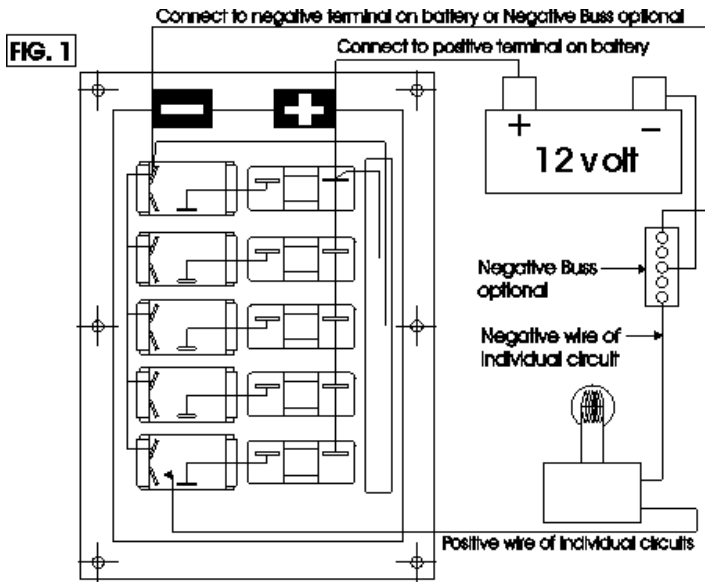 Connect to negative terminal on battery or Negative Buss optional
FIG. 1
Connect to positive terminal on battery
+ −
12 volt
Negative Buss
optional
Negative wire of
individual circuit
Positive wire of individual circuits